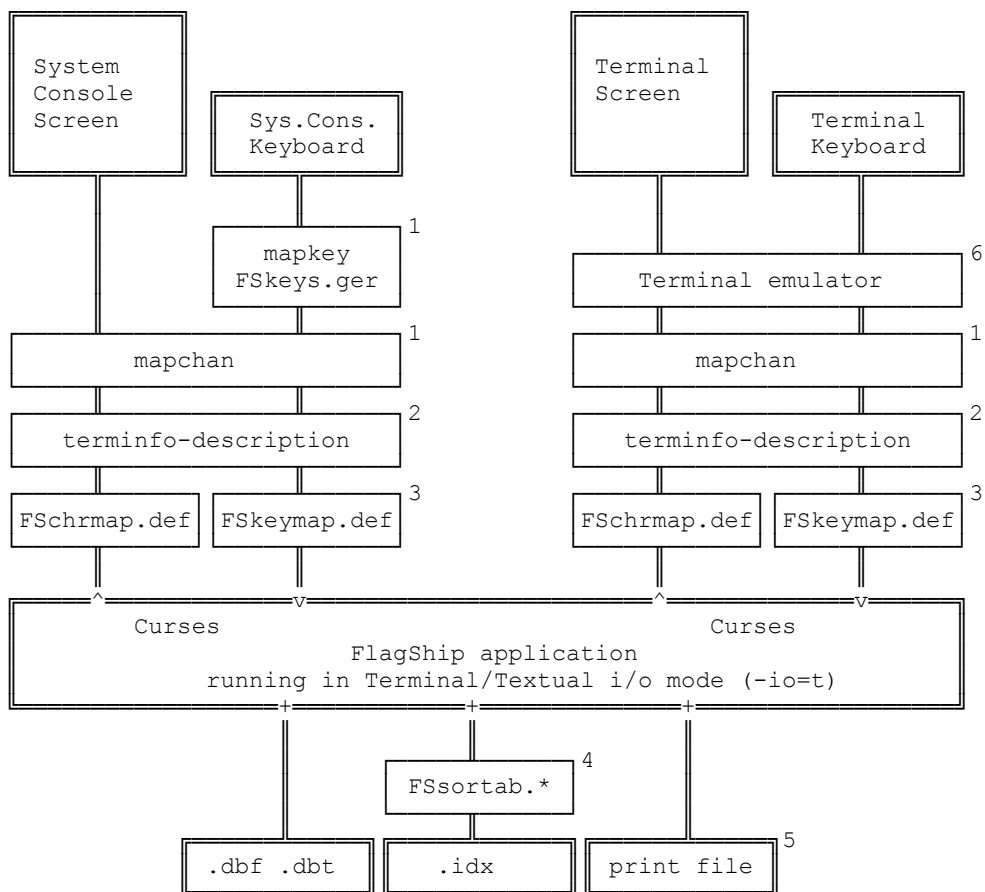 System
Console
Screen
Sys.Cons.
Keyboard
Terminal
Screen
Terminal
Keyboard
1
mapkey
FSkeys.ger
6
Terminal emulator
1
mapchan
1
mapchan
2
terminfo-description
2
terminfo-description
3
FSchrmap.def
FSkeymap.def
3
FSchrmap.def
FSkeymap.def
^ v ^ v
Curses
Curses
FlagShip application
running in Terminal/Textual i/o mode (-io=t)
+ + +
4
FSsortab.*
5
.dbf .dbt
.idx
print file